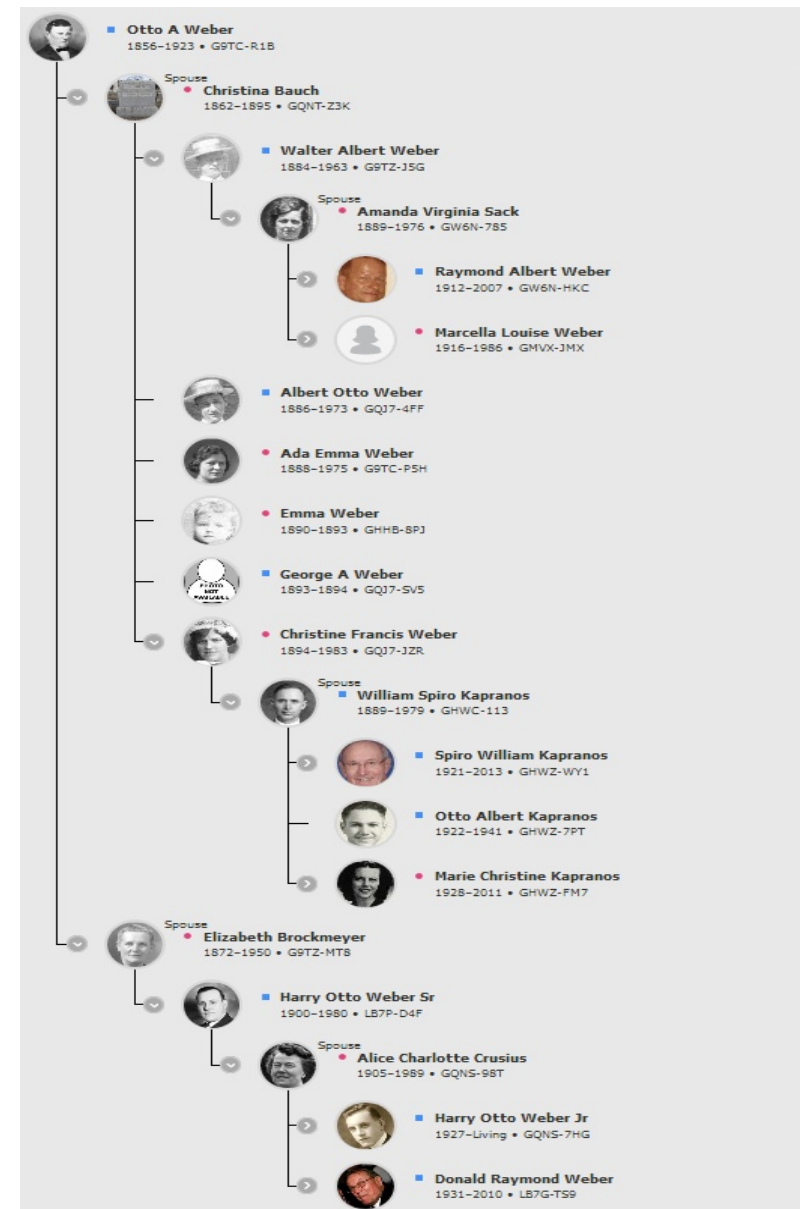 Otto A Weber
1856–1923 • G9TC-R1B
Spouse
Christina Bauch
1862–1895 • GQNT-Z3K
Walter Albert Weber
1884–1963 • G9TZ-J5G
Spouse
Amanda Virginia Sack
1889–1976 • GW6N-785
Raymond Albert Weber
1912–2007 • GW6N-HKC
Marcella Louise Weber
1916–1986 • GMVX-JMX
Albert Otto Weber
1886–1973 • GQJ7-4FF
Ada Emma Weber
1888–1975 • G9TC-P5H
Emma Weber
1890–1893 • GHHB-8PJ
PHOTO
NOT
AVAILABLE
George A Weber
1893–1894 • GQJ7-SV5
Christine Francis Weber
1894–1983 • GQJ7-JZR
Spouse
William Spiro Kapranos
1889–1979 • GHWC-113
Spiro William Kapranos
1921–2013 • GHWZ-WY1
Otto Albert Kapranos
1922–1941 • GHWZ-7PT
Marie Christine Kapranos
1928–2011 • GHWZ-FM7
Spouse
Elizabeth Brockmeyer
1872–1950 • G9TZ-MT8
Harry Otto Weber Sr
1900–1980 • LB7P-D4F
Spouse
Alice Charlotte Crusius
1905–1989 • GQNS-98T
Harry Otto Weber Jr
1927–Living • GQNS-7HG
Donald Raymond Weber
1931–2010 • LB7G-TS9